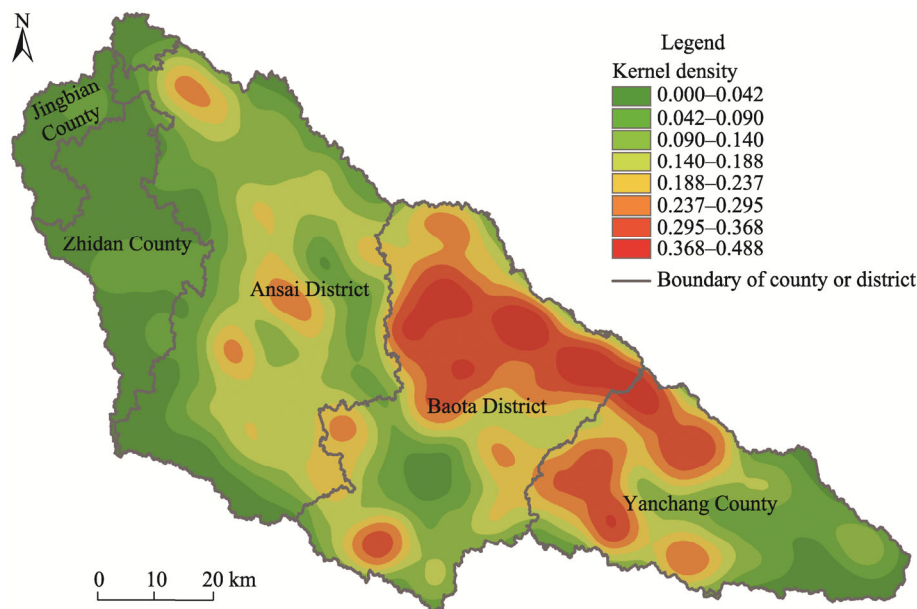 N
Legend
Kernel density
0.000–0.042
0.042–0.090
0.090–0.140
0.140–0.188
0.188–0.237
0.237–0.295
0.295–0.368
0.368–0.488
Boundary of county or district
Jingbian
County
Zhidan County
Ansai District
Baota District
Yanchang County
0 10 20 km